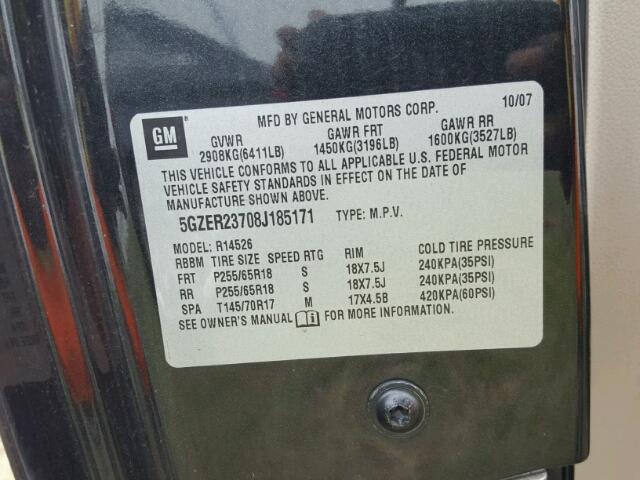 MFD BY GENERAL MOTORS CORP. 10/07
GM
GVWR GAWR FRT GAWR RR
2908KG(6411LB) 1450KG(3196LB) 1600KG(3527LB)
THIS VEHICLE CONFORMS TO ALL APPLICABLE U.S. FEDERAL MOTOR
VEHICLE SAFETY STANDARDS IN EFFECT ON THE DATE OF
MANUFACTURE SHOWN ABOVE.
5GZER23708J185171 TYPE: M.P.V.
MODEL: R14526
RBBM TIRE SIZE SPEED RTG RIM COLD TIRE PRESSURE
FRT P255/65R18 S 18X7.5J 240KPA(35PSI)
RR P255/65R18 S 18X7.5J 240KPA(35PSI)
SPA T145/70R17 M 17X4.5B 420KPA(60PSI)
SEE OWNER'S MANUAL i FOR MORE INFORMATION.